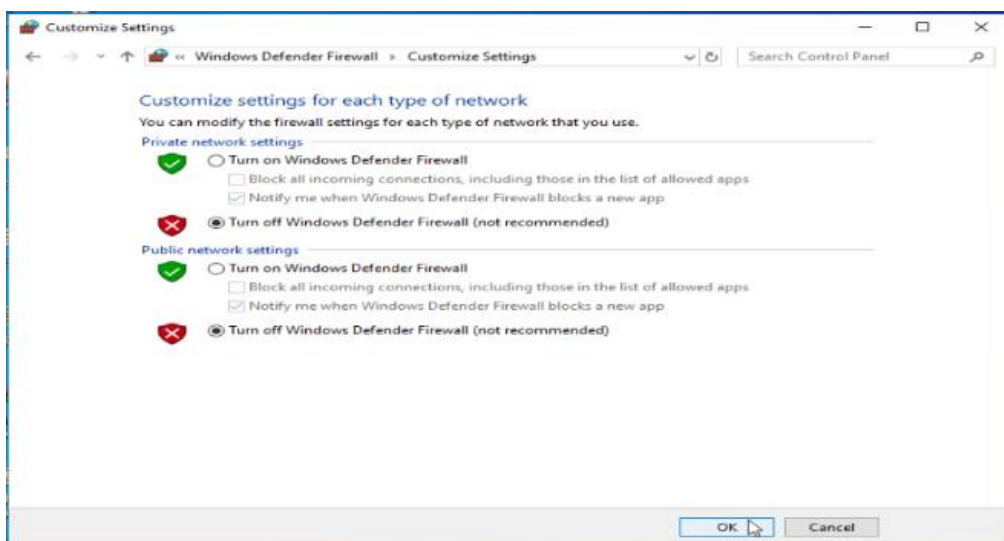 Customize Settings
« Windows Defender Firewall > Customize Settings
Search Control Panel
Customize settings for each type of network
You can modify the firewall settings for each type of network that you use.
Private network settings
Turn on Windows Defender Firewall
Block all incoming connections, including those in the list of allowed apps
Notify me when Windows Defender Firewall blocks a new app
Turn off Windows Defender Firewall (not recommended)
Public network settings
Turn on Windows Defender Firewall
Block all incoming connections, including those in the list of allowed apps
Notify me when Windows Defender Firewall blocks a new app
Turn off Windows Defender Firewall (not recommended)
OK
Cancel